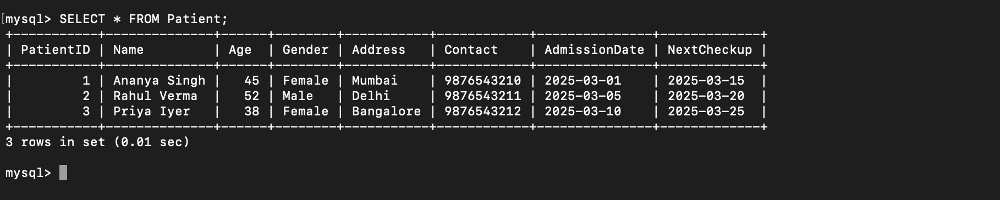 [mysql> SELECT * FROM Patient;
+-----------+--------------+------+--------+-----------+------------+---------------+-------------+
| PatientID | Name         | Age  | Gender | Address   | Contact    | AdmissionDate | NextCheckup |
+-----------+--------------+------+--------+-----------+------------+---------------+-------------+
|         1 | Ananya Singh |   45 | Female | Mumbai    | 9876543210 | 2025-03-01    | 2025-03-15  |
|         2 | Rahul Verma  |   52 | Male   | Delhi     | 9876543211 | 2025-03-05    | 2025-03-20  |
|         3 | Priya Iyer   |   38 | Female | Bangalore | 9876543212 | 2025-03-10    | 2025-03-25  |
+-----------+--------------+------+--------+-----------+------------+---------------+-------------+
3 rows in set (0.01 sec)
mysql>